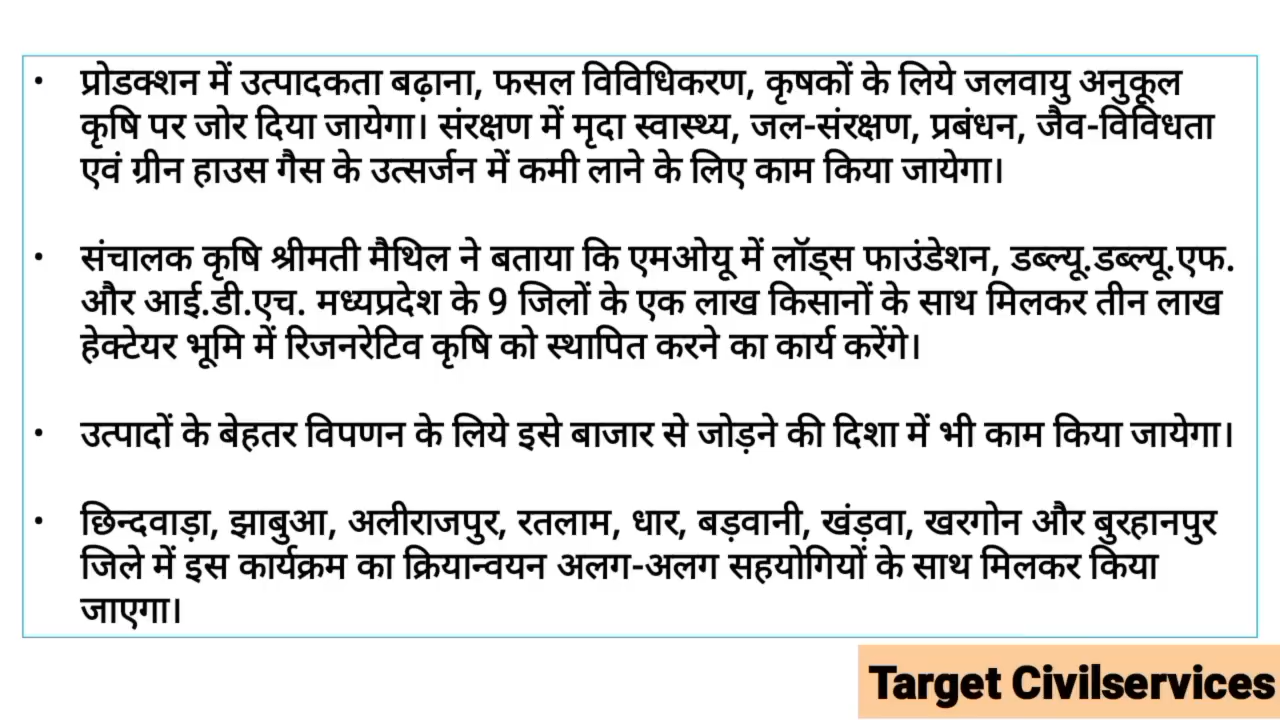 • प्रोडक्शन में उत्पादकता बढ़ाना, फसल विविधिकरण, कृषकों के लिये जलवायु अनुकूल
कृषि पर जोर दिया जायेगा। संरक्षण में मृदा स्वास्थ्य, जल-संरक्षण, प्रबंधन, जैव-विविधता
एवं ग्रीन हाउस गैस के उत्सर्जन में कमी लाने के लिए काम किया जायेगा।
• संचालक कृषि श्रीमती मैथिल ने बताया कि एमओयू में लॉड्स फाउंडेशन, डब्ल्यू.डब्ल्यू.एफ.
और आई.डी.एच. मध्यप्रदेश के 9 जिलों के एक लाख किसानों के साथ मिलकर तीन लाख
हेक्टेयर भूमि में रिजनरेटिव कृषि को स्थापित करने का कार्य करेंगे।
• उत्पादों के बेहतर विपणन के लिये इसे बाजार से जोड़ने की दिशा में भी काम किया जायेगा।
• छिन्दवाड़ा, झाबुआ, अलीराजपुर, रतलाम, धार, बड़वानी, खंड़वा, खरगोन और बुरहानपुर
जिले में इस कार्यक्रम का क्रियान्वयन अलग-अलग सहयोगियों के साथ मिलकर किया
जाएगा।
Target Civilservices